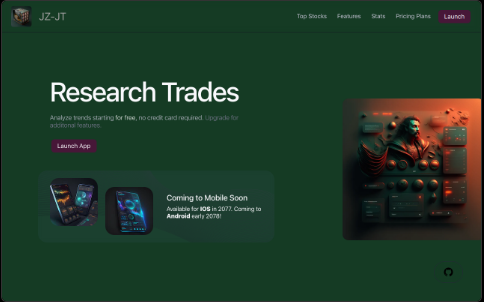 JZ-JT
Top Stocks
Features
Stats
Pricing Plans
Launch
Research Trades
Analyze trends starting for free, no credit card required. Upgrade for
additional features.
Launch App
Coming to Mobile Soon
Available for IOS in 2077. Coming to
Android early 2078!